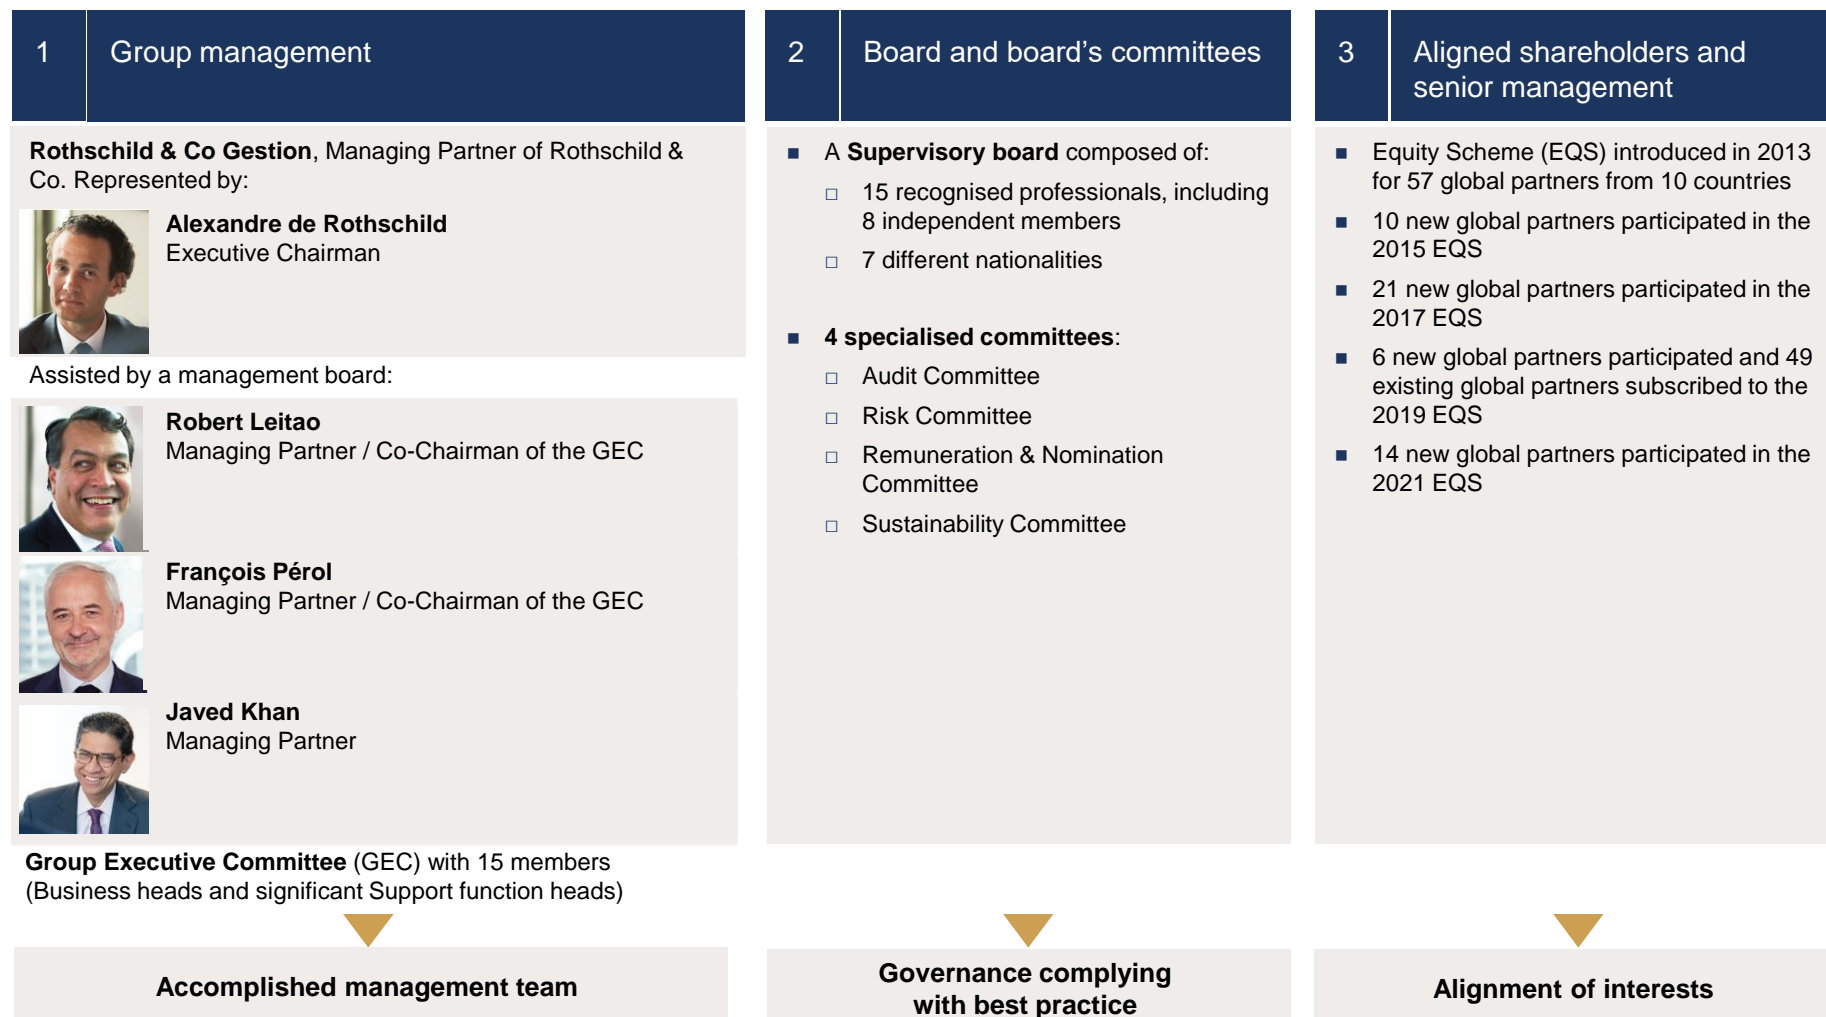 1
Group management
Rothschild & Co Gestion, Managing Partner of Rothschild &
Co. Represented by:
Alexandre de Rothschild
Executive Chairman
Assisted by a management board:
Robert Leitao
Managing Partner / Co-Chairman of the GEC
François Pérol
Managing Partner / Co-Chairman of the GEC
Javed Khan
Managing Partner
Group Executive Committee (GEC) with 15 members
(Business heads and significant Support function heads)
Accomplished management team
2
Board and board’s committees
A Supervisory board composed of:
15 recognised professionals, including
8 independent members
7 different nationalities
4 specialised committees:
Audit Committee
Risk Committee
Remuneration & Nomination
Committee
Sustainability Committee
Governance complying
with best practice
3
Aligned shareholders and
senior management
Equity Scheme (EQS) introduced in 2013
for 57 global partners from 10 countries
10 new global partners participated in the
2015 EQS
21 new global partners participated in the
2017 EQS
6 new global partners participated and 49
existing global partners subscribed to the
2019 EQS
14 new global partners participated in the
2021 EQS
Alignment of interests